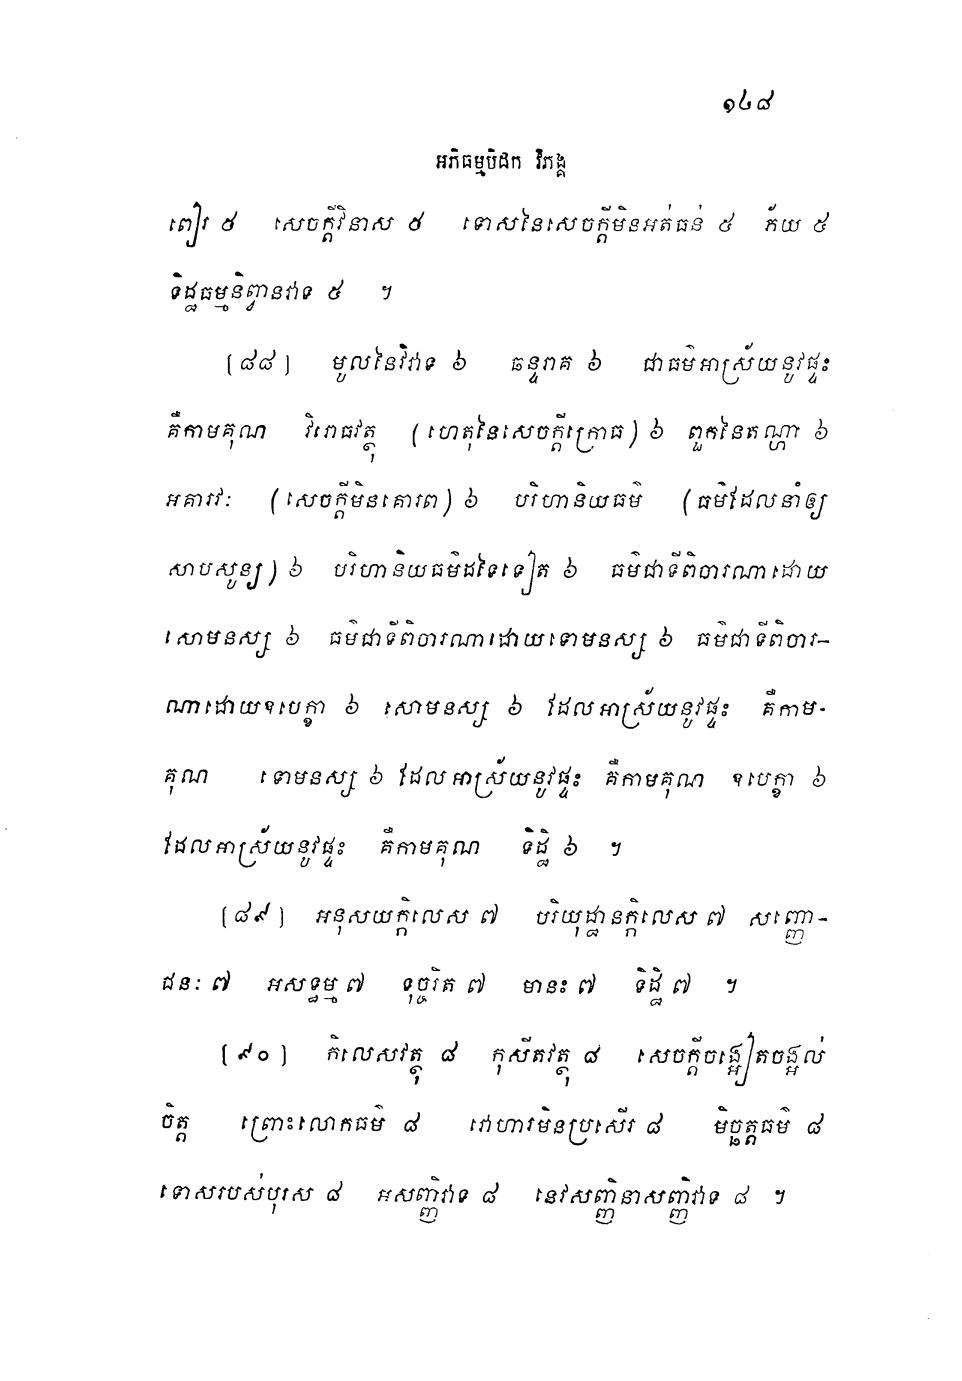 ១៤៨
អភិធម្មបិដក វិភង្គ
ពៀរ ៥ សេចក្តីវិនាស ៥ ទោសនៃសេចក្តីមិនអត់ធន់ ៥ ភ័យ ៥
ទិដ្ឋធម្មនិព្វានវាទ ៥ ។
(៨៨) មូលនៃវិវាទ ៦ ឆន្ទរាគ ៦ ជាធម៌អាស្រ័យនូវផ្ទះ
គឺកាមគុណ វិរោធវត្ថុ (ហេតុនៃសេចក្តីក្រោធ) ៦ ពួកនៃតណ្ហា ៦
អគារវៈ (សេចក្តីមិនគោរព) ៦ បរិហានិយធម៌ (ធម៌ដែលនាំឲ្យ
សាបសូន្យ) ៦ បរិហានិយធម៌ដទៃទៀត ៦ ធម៌ជាទីពិចារណាដោយ
សោមនស្ស ៦ ធម៌ជាទីពិចារណាដោយទោមនស្ស ៦ ធម៌ជាទីពិចារ-
ណាដោយឧបេក្ខា ៦ សោមនស្ស ៦ ដែលអាស្រ័យនូវផ្ទះ គឺកាម-
គុណ ទោមនស្ស ៦ ដែលអាស្រ័យនូវផ្ទះ គឺកាមគុណ ឧបេក្ខា ៦
ដែលអាស្រ័យនូវផ្ទះ គឺកាមគុណ ទិដ្ឋិ ៦ ។
(៨៩) អនុសយក្កិលេស ៧ បរិយុដ្ឋានក្កិលេស ៧ សញ្ញោ-
ជនៈ ៧ អសទ្ធម្ម ៧ ទុច្ចរិត ៧ មានះ ៧ ទិដ្ឋិ ៧ ។
(៩០) កិលេសវត្ថុ ៨ កុសីតវត្ថុ ៨ សេចក្តីចង្អៀតចង្អល់
ចិត្ត ព្រោះលោកធម៌ ៨ វោហារមិនប្រសើរ ៨ មិច្ឆត្តធម៌ ៨
ទោសរបស់បុរស ៨ អសញ្ញិវាទ ៨ នេវសញ្ញិនាសញ្ញិវាទ ៨ ។